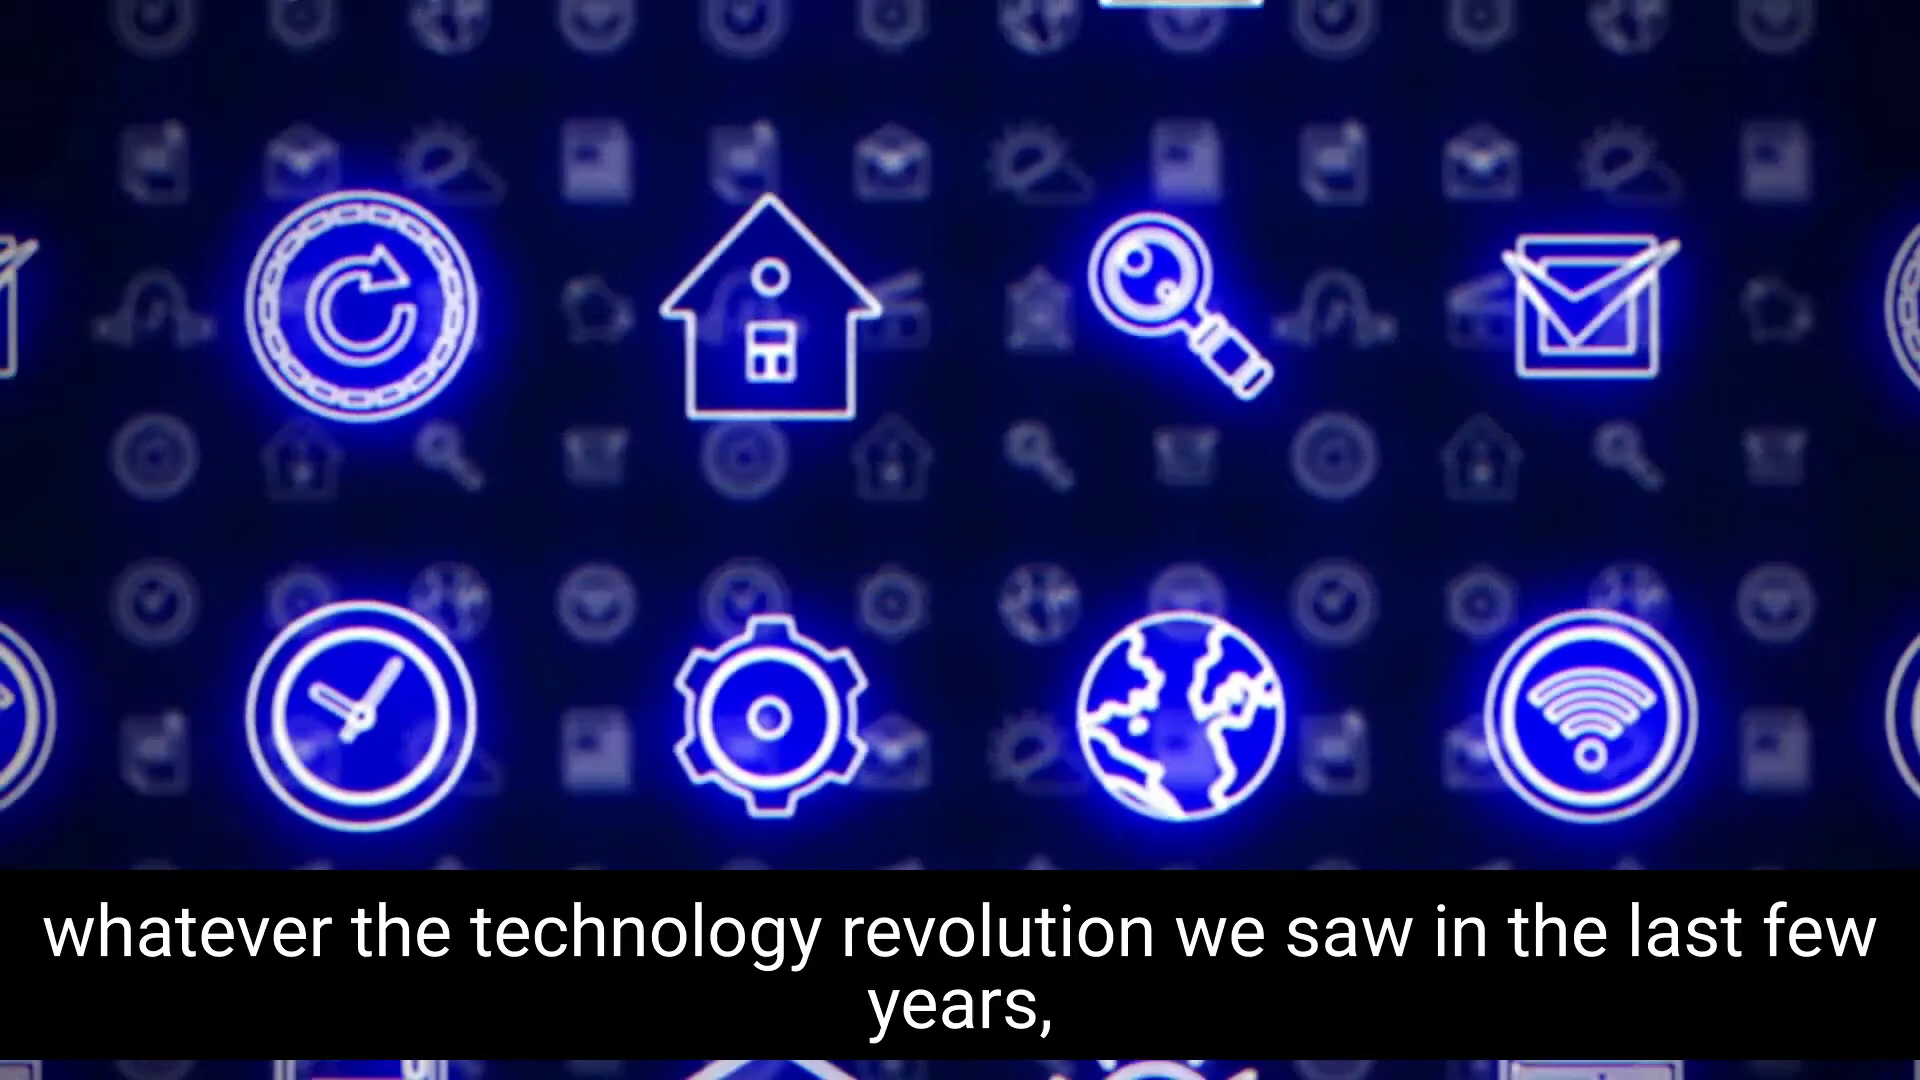 whatever the technology revolution we saw in the last few
years,